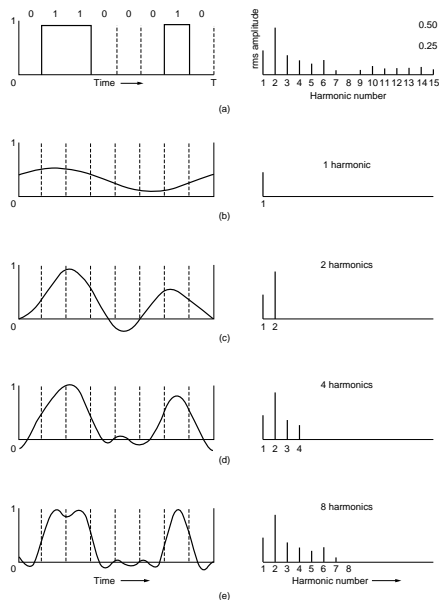 0 1 1 0 0 0 1 0
1
0
Time
T
rms amplitude
0.50
0.25
1 2 3 4 5 6 7 8 9 10 11 12 13 14 15
Harmonic number
(a)
1
0
1 harmonic
1
(b)
1
0
2 harmonics
1 2
(c)
1
0
4 harmonics
1 2 3 4
(d)
1
0
Time
8 harmonics
1 2 3 4 5 6 7 8
Harmonic number
(e)